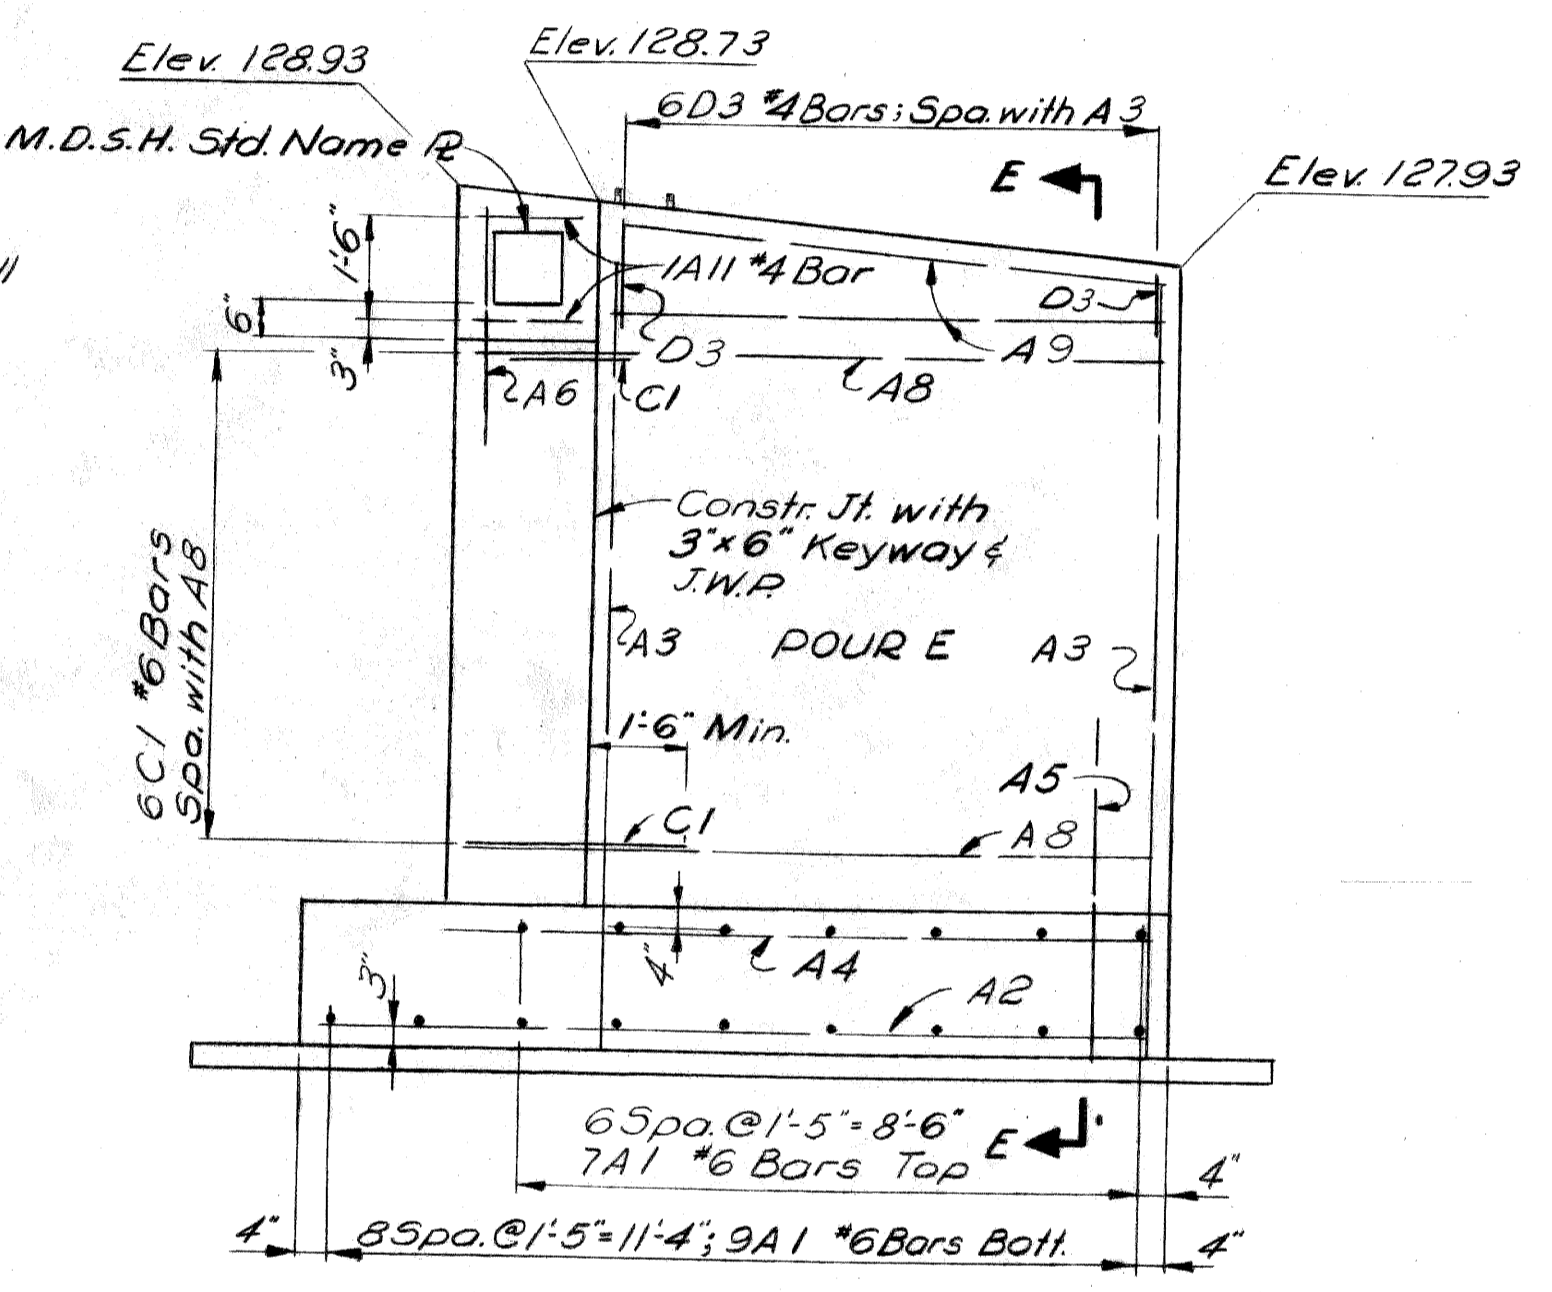 Elev. 128.93
Elev. 128.73
6D3 #4 Bars; Spa. with A3
M.D.S.H. Std. Name PL
E
Elev. 127.93
1'-6"
1A11 #4 Bar
D3
6"
3"
D3
A9
A6
C1
A8
Constr. Jt. with
3"x6" Keyway &
J.W.P.
6 C1 #6 Bars
Spa. with A8
A3
POUR E
A3
1'-6" Min.
A5
C1
A8
4"
A4
3"
A2
6 Spa. @ 1'-5" = 8'-6"
E
7A1 #6 Bars Top
4"
4"
8 Spa. @ 1'-5" = 11'-4"; 9A1 #6 Bars Bott.
4"